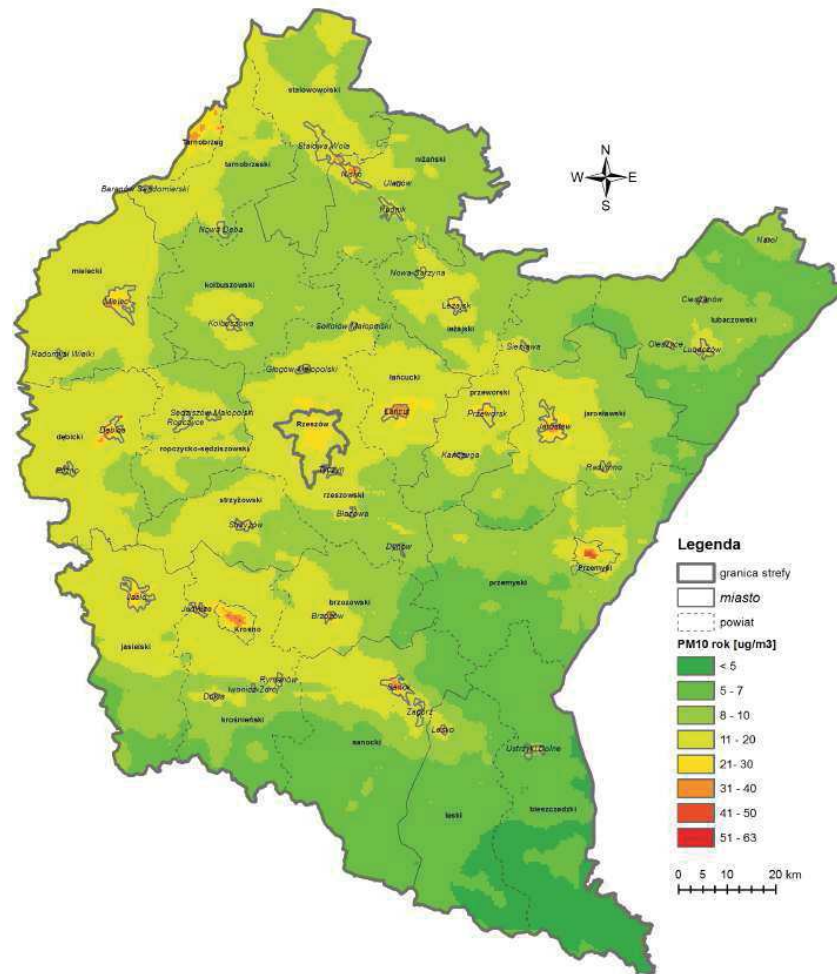 stalowowolski
Tarnobrzeg
Stalowa Wola
tarnobrzeski
Nisko
niżański
Ulanów
Baranów Sandomierski
Rudnik
Nowa Dęba
N
W E
S
Narol
mielecki
kolbuszowski
Nowa Sarzyna
Mielec
Leżajsk
Cieszanów
lubaczowski
Kolbuszowa
Sokołów Małopolski
leżajski
Oleszyce
Lubaczów
Radomyśl Wielki
Sieniawa
Głogów Małopolski
łańcucki
przeworski
Sędziszów Małopolski
Ropczyce
Rzeszów
Łańcut
Przeworsk
jarosławski
Jarosław
dębicki
Dębica
ropczycko-sędziszowski
Kańczuga
Pilzno
Tyczyn
Radymno
rzeszowski
strzyżowski
Strzyżów
Błażowa
Dynów
Przemyśl
przemyski
Jasło
Jedlicze
Krosno
brzozowski
Brzozów
jasielski
Rymanów
Iwonicz-Zdrój
Dukla
Sanok
Zagórz
krośnieński
Lesko
sanocki
Ustrzyki Dolne
leski
bieszczadzki
Legenda
granica strefy
miasto
powiat
PM10 rok [ug/m3]
< 5
5 - 7
8 - 10
11 - 20
21- 30
31 - 40
41 - 50
51 - 63
0 5 10 20 km